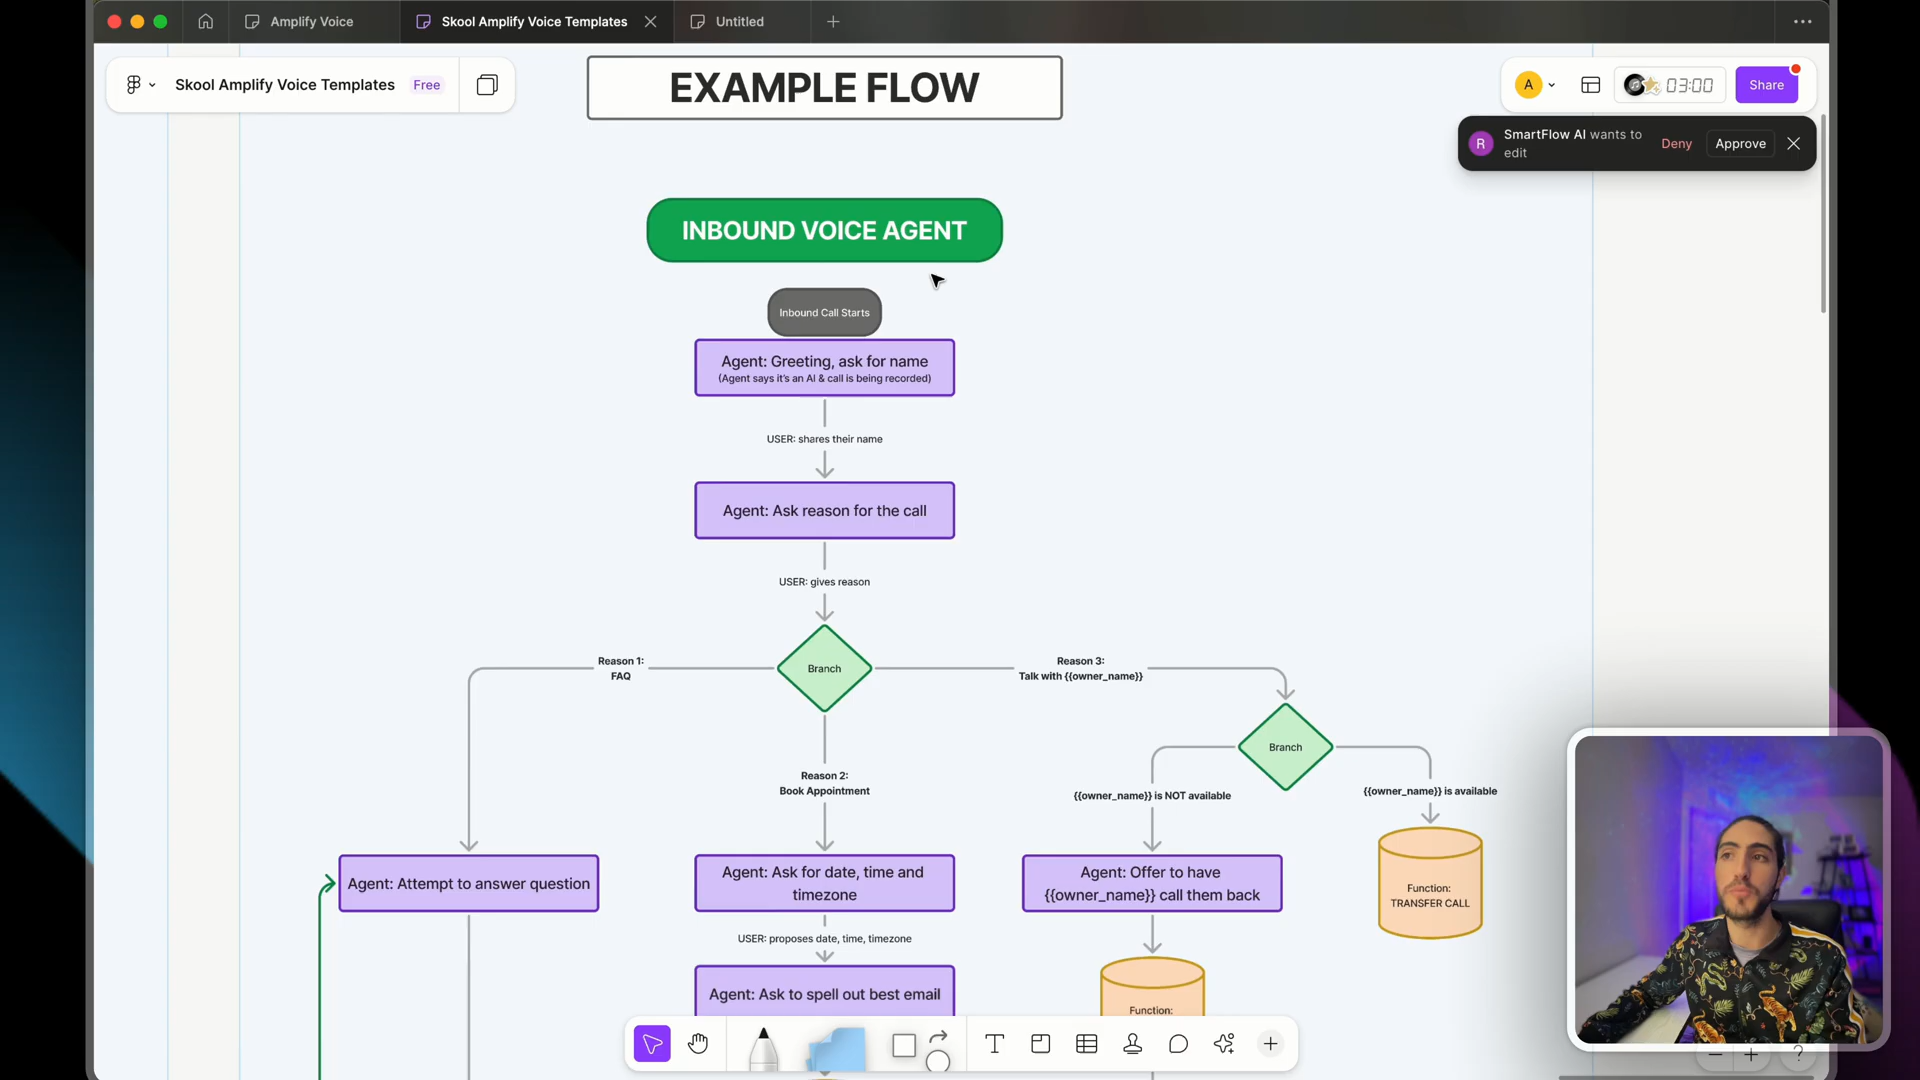 Amplify Voice
Skool Amplify Voice Templates
Untitled
Skool Amplify Voice Templates
Free
EXAMPLE FLOW
A
03:00
Share
R
SmartFlow AI wants to
edit
Deny
Approve
INBOUND VOICE AGENT
Inbound Call Starts
Agent: Greeting, ask for name
(Agent says it's an AI & call is being recorded)
USER: shares their name
Agent: Ask reason for the call
USER: gives reason
Branch
Reason 1:
FAQ
Reason 3:
Talk with {{owner_name}}
Branch
Reason 2:
Book Appointment
{{owner_name}} is NOT available
{{owner_name}} is available
Agent: Attempt to answer question
Agent: Ask for date, time and
timezone
Agent: Offer to have
{{owner_name}} call them back
Function:
TRANSFER CALL
USER: proposes date, time, timezone
Agent: Ask to spell out best email
Function:
T
?